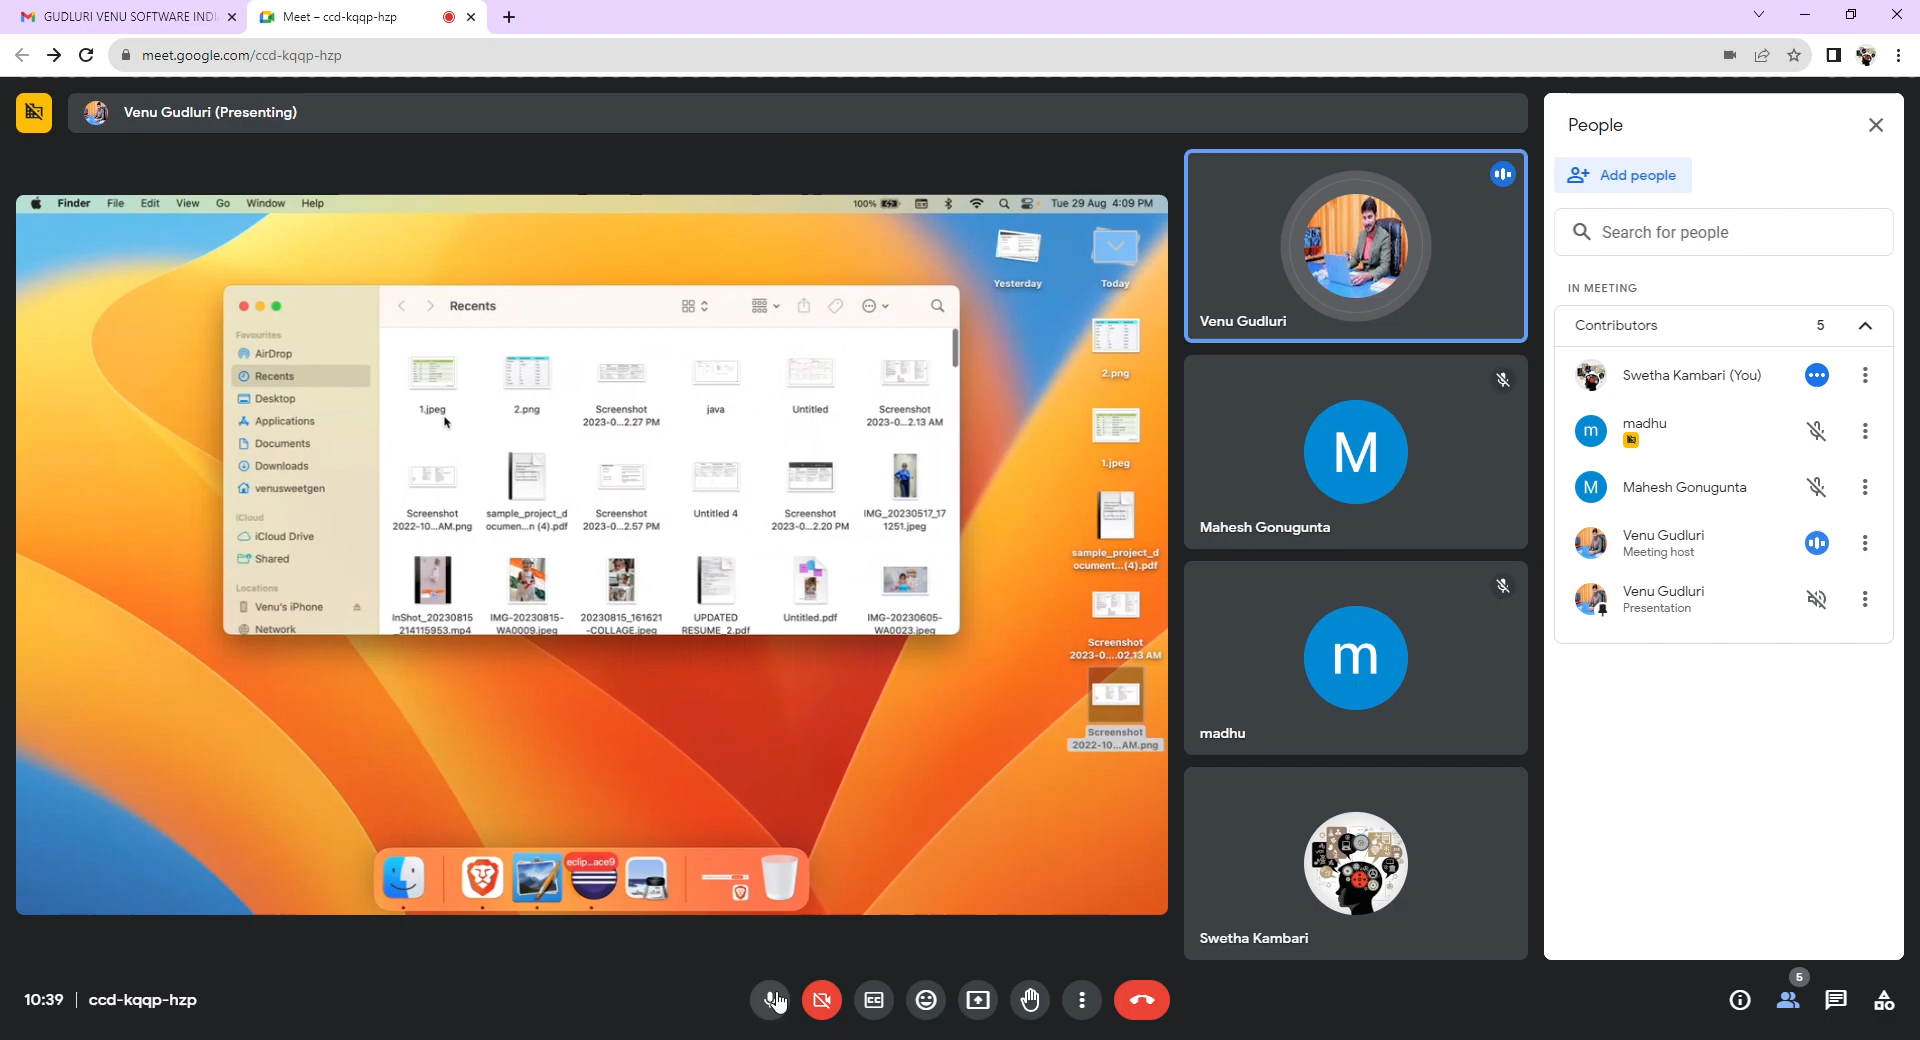 GUDLURI VENU SOFTWARE INDI
Meet – ccd-kqqp-hzp
meet.google.com/ccd-kqqp-hzp
Venu Gudluri (Presenting)
Finder File Edit View Go Window Help
100%
Tue 29 Aug 4:09 PM
Yesterday
Today
2.png
1.jpeg
sample_project_d
ocument...(4).pdf
Screenshot
2023-0....02.13 AM
Screenshot
2022-10...AM.png
Favourites
AirDrop
Recents
Desktop
Applications
Documents
Downloads
venusweetgen
iCloud
iCloud Drive
Shared
Locations
Venu's iPhone
Network
Recents
1.jpeg
2.png
Screenshot
2023-0...2.27 PM
java
Untitled
Screenshot
2023-0...2.13 AM
Screenshot
2022-10...AM.png
sample_project_d
ocumen...n (4).pdf
Screenshot
2023-0...2.57 PM
Untitled 4
Screenshot
2023-0...2.20 PM
IMG_20230517_17
1251.jpeg
InShot_20230815
_214115953.mp4
IMG-20230815-
WA0009.jpeg
20230815_161621
-COLLAGE.jpeg
UPDATED
RESUME_2.pdf
Untitled.pdf
IMG-20230605-
WA0023.jpeg
eclip...ace9
Venu Gudluri
M
Mahesh Gonugunta
m
madhu
Swetha Kambari
People
Add people
Search for people
IN MEETING
Contributors 5
Swetha Kambari (You)
m
madhu
M
Mahesh Gonugunta
Venu Gudluri
Meeting host
Venu Gudluri
Presentation
10:39 | ccd-kqqp-hzp
5